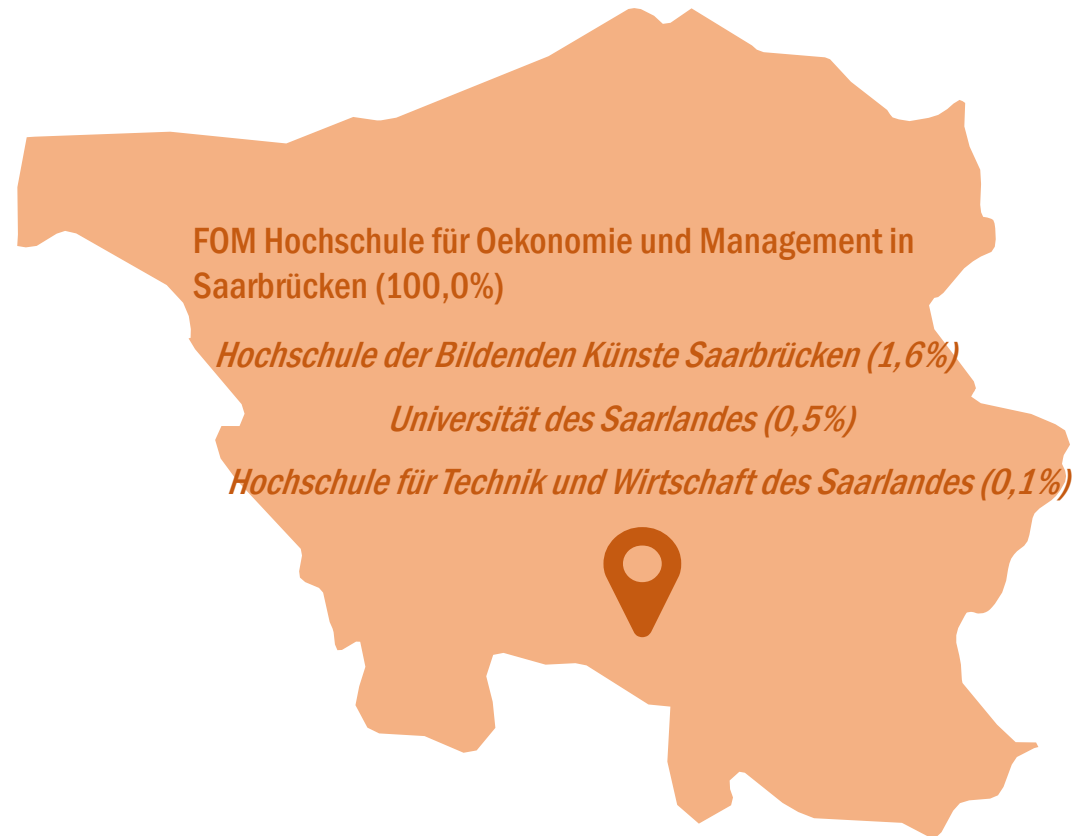 FOM Hochschule für Oekonomie und Management in
Saarbrücken (100,0%)
Hochschule der Bildenden Künste Saarbrücken (1,6%)
Universität des Saarlandes (0,5%)
Hochschule für Technik und Wirtschaft des Saarlandes (0,1%)